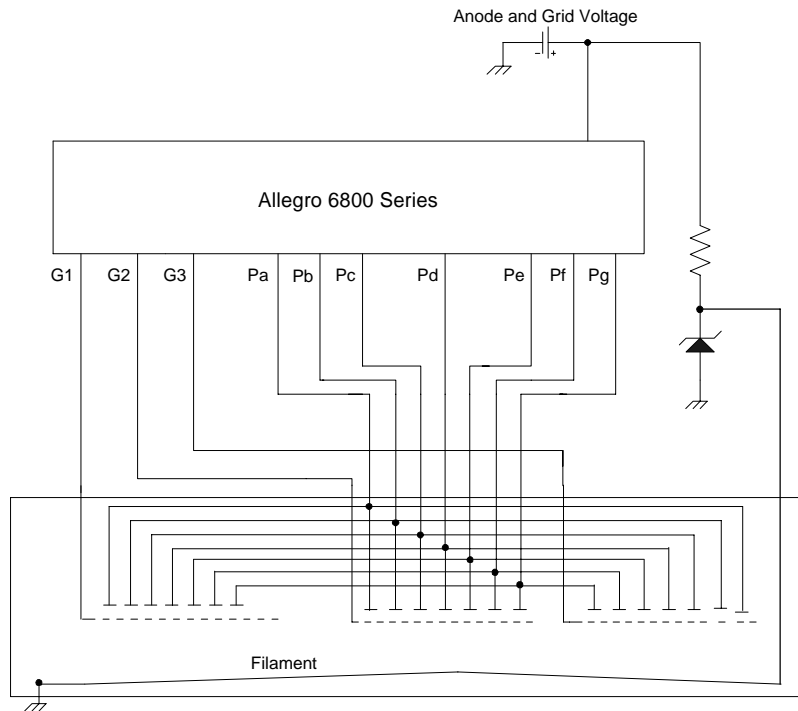 Anode and Grid Voltage
- +
Allegro 6800 Series
G1 G2 G3 Pa Pb Pc Pd Pe Pf Pg
Filament